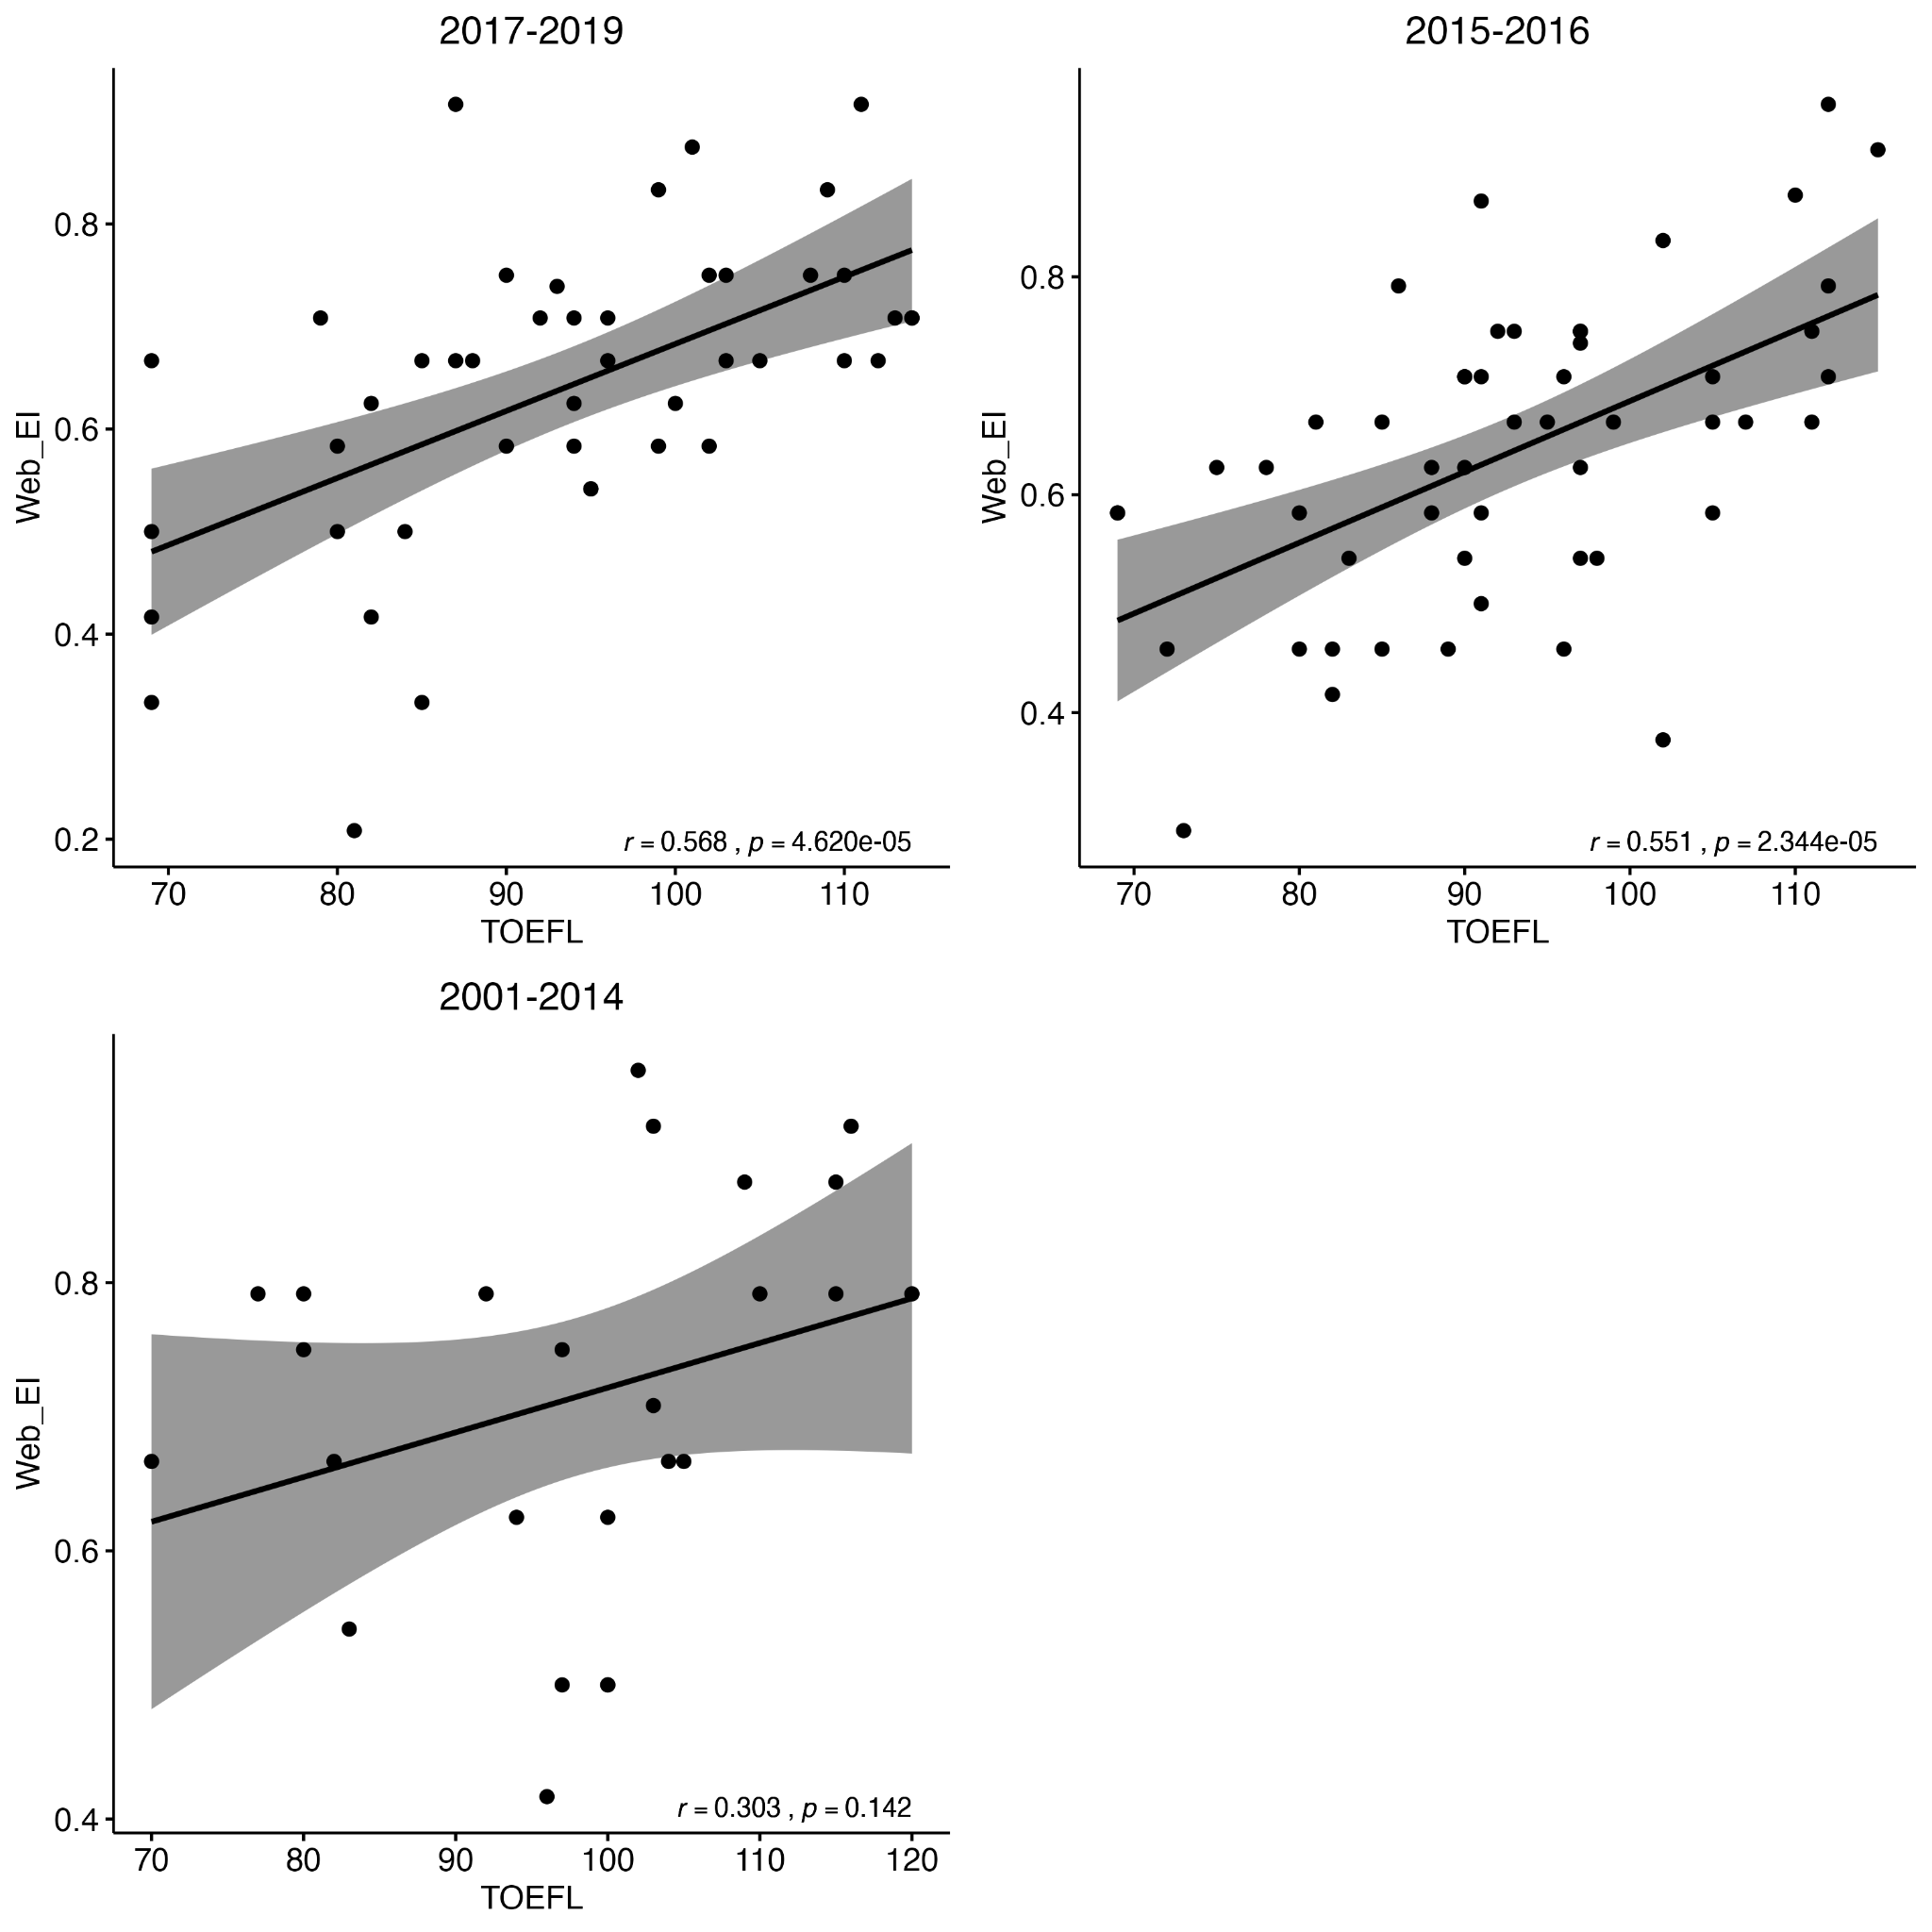 2017-2019
Web_EI
0.8
0.6
0.4
0.2
r = 0.568 , p = 4.620e-05
70 80 90 100 110
TOEFL
2015-2016
Web_EI
0.8
0.6
0.4
r = 0.551 , p = 2.344e-05
70 80 90 100 110
TOEFL
2001-2014
Web_EI
0.8
0.6
0.4
r = 0.303 , p = 0.142
70 80 90 100 110 120
TOEFL